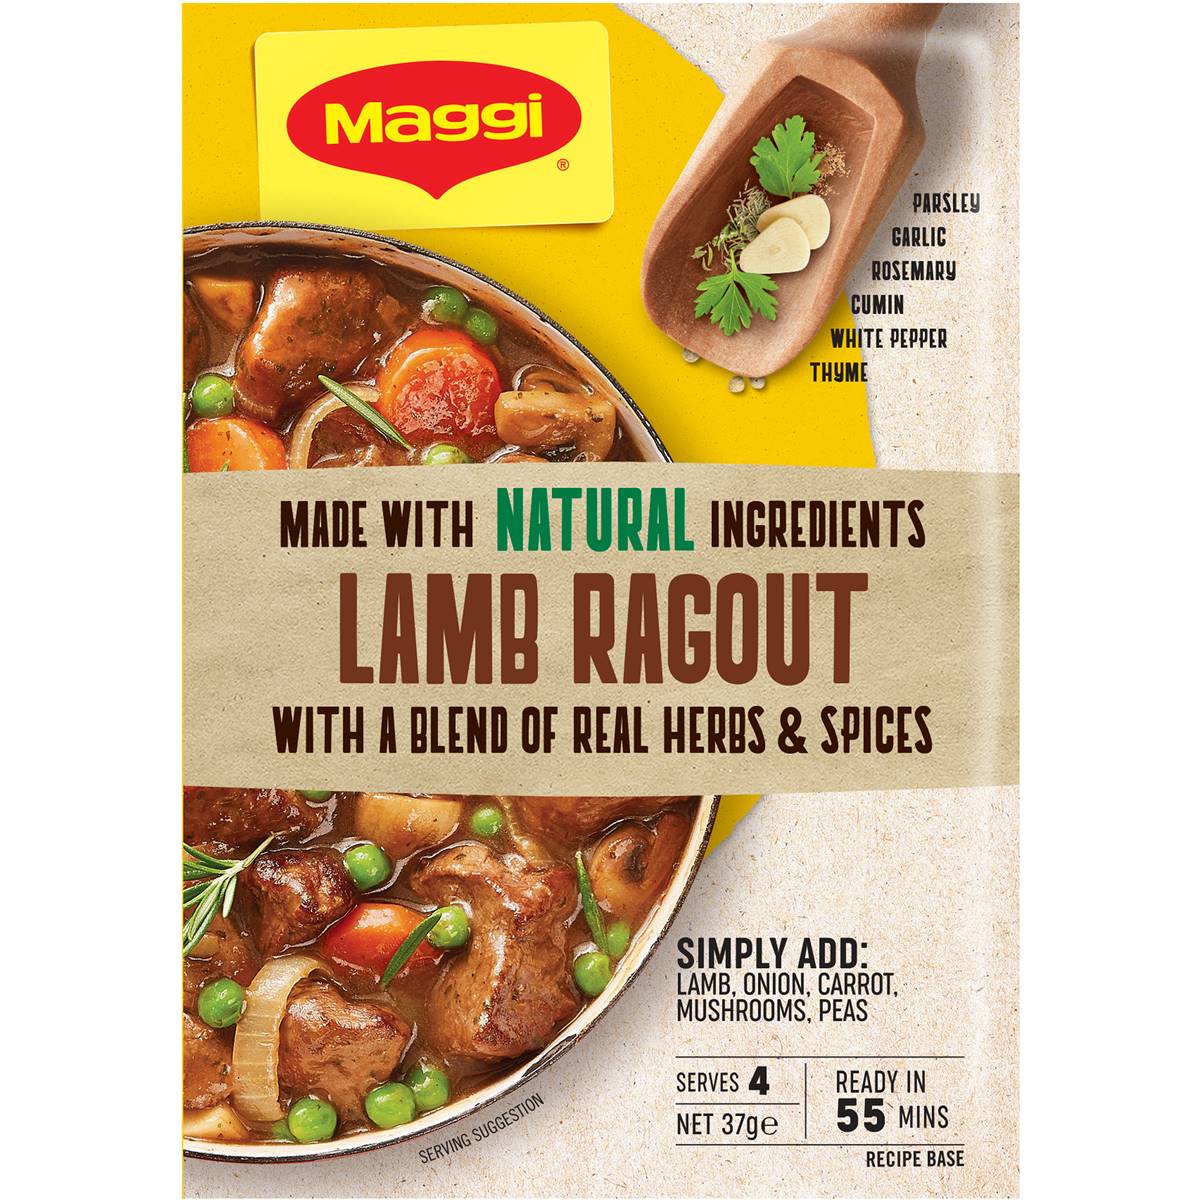 Maggi
®
PARSLEY
GARLIC
ROSEMARY
CUMIN
WHITE PEPPER
THYME
MADE WITH NATURAL INGREDIENTS
LAMB RAGOUT
WITH A BLEND OF REAL HERBS & SPICES
SIMPLY ADD:
LAMB, ONION, CARROT,
MUSHROOMS, PEAS
SERVES 4
NET 37g℮
READY IN
55 MINS
RECIPE BASE
SERVING SUGGESTION